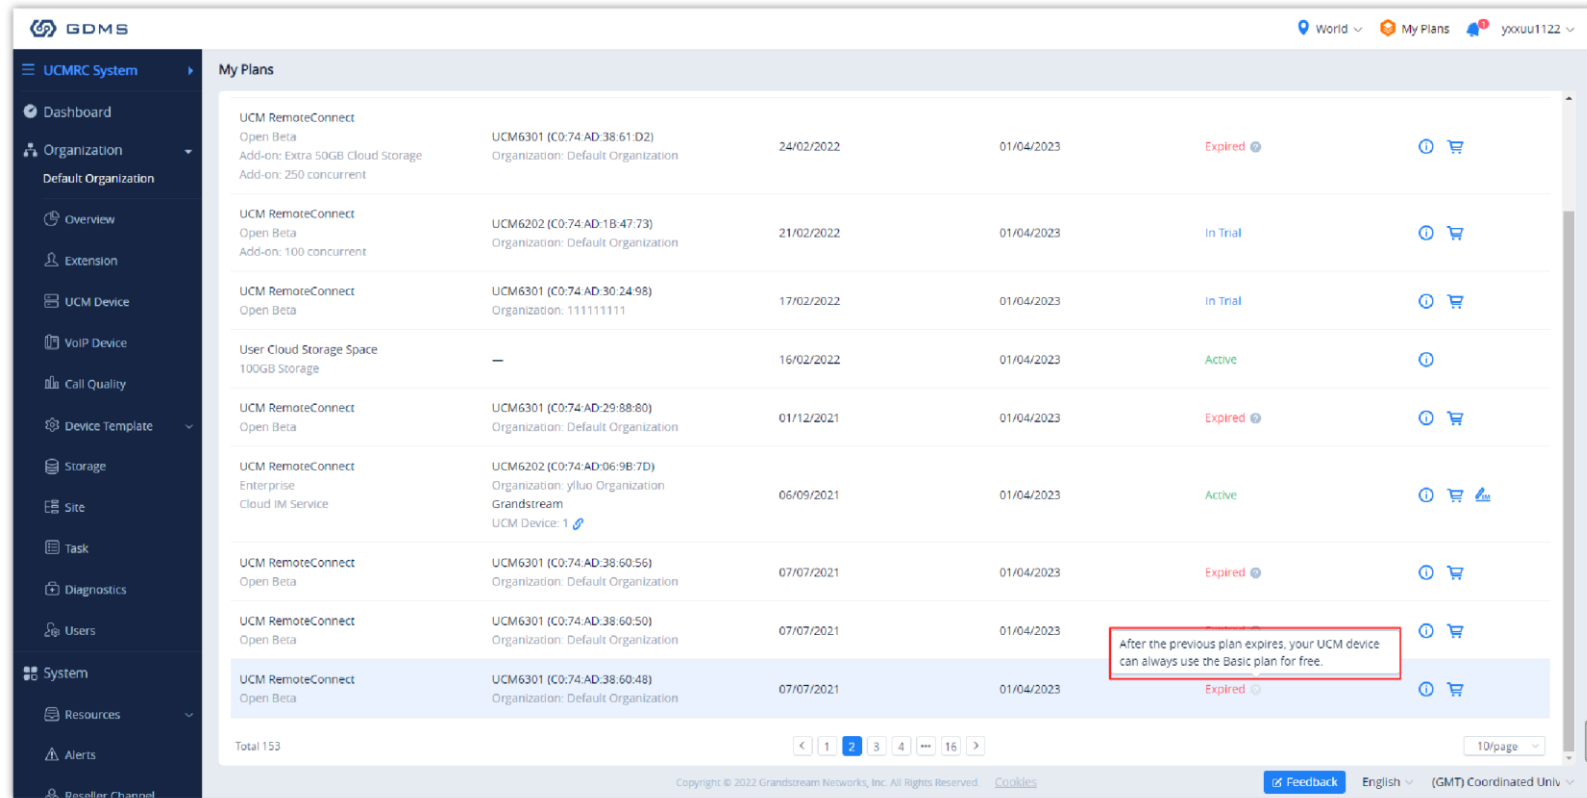 GDMS
World
My Plans
1
yxxuu1122
UCMRC System
My Plans
Dashboard
Organization
Default Organization
Overview
Extension
UCM Device
VoIP Device
Call Quality
Device Template
Storage
Site
Task
Diagnostics
Users
System
Resources
Alerts
Reseller Channel
UCM RemoteConnect
Open Beta
Add-on: Extra 50GB Cloud Storage
Add-on: 250 concurrent
UCM6301 (C0:74:AD:38:61:D2)
Organization: Default Organization
24/02/2022
01/04/2023
Expired
UCM RemoteConnect
Open Beta
Add-on: 100 concurrent
UCM6202 (C0:74:AD:1B:47:73)
Organization: Default Organization
21/02/2022
01/04/2023
In Trial
UCM RemoteConnect
Open Beta
UCM6301 (C0:74:AD:30:24:98)
Organization: 111111111
17/02/2022
01/04/2023
In Trial
User Cloud Storage Space
100GB Storage
—
16/02/2022
01/04/2023
Active
UCM RemoteConnect
Open Beta
UCM6301 (C0:74:AD:29:88:80)
Organization: Default Organization
01/12/2021
01/04/2023
Expired
UCM RemoteConnect
Enterprise
Cloud IM Service
UCM6202 (C0:74:AD:06:9B:7D)
Organization: ylluo Organization
Grandstream
UCM Device: 1
06/09/2021
01/04/2023
Active
UCM RemoteConnect
Open Beta
UCM6301 (C0:74:AD:38:60:56)
Organization: Default Organization
07/07/2021
01/04/2023
Expired
UCM RemoteConnect
Open Beta
UCM6301 (C0:74:AD:38:60:50)
Organization: Default Organization
07/07/2021
01/04/2023
After the previous plan expires, your UCM device
can always use the Basic plan for free.
UCM RemoteConnect
Open Beta
UCM6301 (C0:74:AD:38:60:48)
Organization: Default Organization
07/07/2021
01/04/2023
Expired
Total 153
< 1 2 3 4 ••• 16 >
10/page
Copyright © 2022 Grandstream Networks, Inc. All Rights Reserved. Cookies
Feedback
English
(GMT) Coordinated Univ